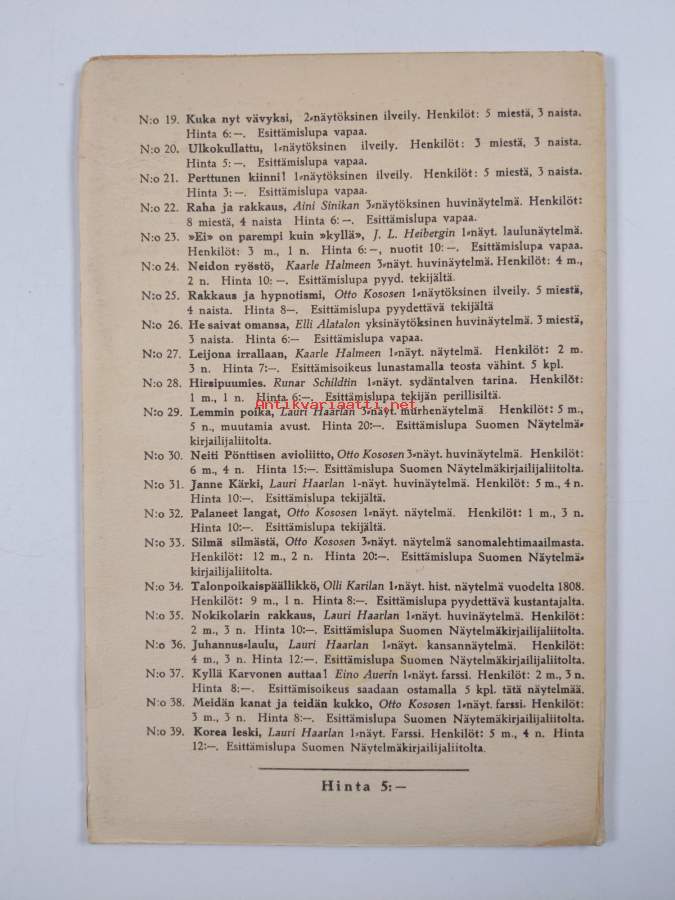 N:o 19. Kuka nyt vävyksi, 2-näytöksinen ilveily. Henkilöt: 5 miestä, 3 naista.
Hinta 6:—. Esittämislupa vapaa.
N:o 20. Ulkokullattu, 1-näytöksinen ilveily. Henkilöt: 3 miestä, 3 naista.
Hinta 5:—. Esittämislupa vapaa.
N:o 21. Perttunen kiinni! 1-näytöksinen ilveily. Henkilöt: 5 miestä, 3 naista.
Hinta 3:—. Esittämislupa vapaa.
N:o 22. Raha ja rakkaus, Aini Sinikan 3-näytöksinen huvinäytelmä. Henkilöt:
8 miestä, 4 naista Hinta 6:—. Esittämislupa vapaa.
N:o 23. »Ei» on parempi kuin »kyllä», J. L. Heibergin 1-näyt. laulunäytelmä.
Henkilöt: 3 m., 1 n. Hinta 6:—, nuotit 10:—. Esittämislupa vapaa.
N:o 24. Neidon ryöstö, Kaarle Halmeen 3-näyt. huvinäytelmä. Henkilöt: 4 m.,
2 n. Hinta 10:—. Esittämislupa pyyd. tekijältä.
N:o 25. Rakkaus ja hypnotismi, Otto Kososen 1-näytöksinen ilveily. 5 miestä,
4 naista. Hinta 8—. Esittämislupa pyydettävä tekijältä
N:o 26. He saivat omansa, Elli Alatalon yksinäytöksinen huvinäytelmä. 3 miestä,
3 naista. Hinta 6:— Esittämislupa vapaa.
N:o 27. Leijona irrallaan, Kaarle Halmeen 1-näyt. näytelmä. Henkilöt: 2 m.
3 n. Hinta 7:—. Esittämisoikeus lunastamalla teosta vähint. 5 kpl.
N:o 28. Hirsipuumies. Runar Schildtin 1-näyt. sydäntalven tarina. Henkilöt:
1 m., 1 n. Hinta 6:—. Esittämislupa tekijän perillisiltä.
Antikvariaatti.net
N:o 29. Lemmin poika, Lauri Haarlan 3-näyt. murhenäytelmä. Henkilöt: 5 m.,
5 n., muutamia avust. Hinta 20:—. Esittämislupa Suomen Näytelmä-
kirjailijaliitolta.
N:o 30. Neiti Pönttisen avioliitto, Otto Kososen 3-näyt. huvinäytelmä. Henkilöt:
6 m., 4 n. Hinta 15:—. Esittämislupa Suomen Näytelmäkirjailijaliitolta.
N:o 31. Janne Kärki, Lauri Haarlan 1-näyt. huvinäytelmä. Henkilöt: 5 m., 4 n.
Hinta 10:—. Esittämislupa tekijältä.
N:o 32. Palaneet langat, Otto Kososen 1-näyt. näytelmä. Henkilöt: 1 m., 3 n.
Hinta 10:—. Esittämislupa tekijältä.
N:o 33. Silmä silmästä, Otto Kososen 3-näyt. näytelmä sanomalehtimaailmasta.
Henkilöt: 12 m., 2 n. Hinta 20:—. Esittämislupa Suomen Näytelmä-
kirjailijaliitolta.
N:o 34. Talonpoikaispäällikkö, Olli Karilan 1-näyt. hist. näytelmä vuodelta 1808.
Henkilöt: 9 m., 1 n. Hinta 8:—. Esittämislupa pyydettävä kustantajalta.
N:o 35. Nokikolarin rakkaus, Lauri Haarlan 1-näyt. huvinäytelmä. Henkilöt:
2 m., 3 n. Hinta 10:—. Esittämislupa Suomen Näytelmäkirjailijaliitolta.
N:o 36. Juhannus-laulu, Lauri Haarlan 1-näyt. kansannäytelmä. Henkilöt:
4 m., 3 n. Hinta 12:—. Esittämislupa Suomen Näytelmäkirjailijaliitolta.
N:o 37. Kyllä Karvonen auttaa! Eino Auerin 1-näyt. farssi. Henkilöt: 2 m., 3 n.
Hinta 8:—. Esittämisoikeus saadaan ostamalla 5 kpl. tätä näytelmää.
N:o 38. Meidän kanat ja teidän kukko, Otto Kososen 1-näyt. farssi. Henkilöt:
3 m., 3 n. Hinta 8:—. Esittämislupa Suomen Näytemäkirjailijaliitolta.
N:o 39. Korea leski, Lauri Haarlan 1-näyt. Farssi. Henkilöt: 5 m., 4 n. Hinta
12:—. Esittämislupa Suomen Näytelmäkirjailijaliitolta.
Hinta 5:—